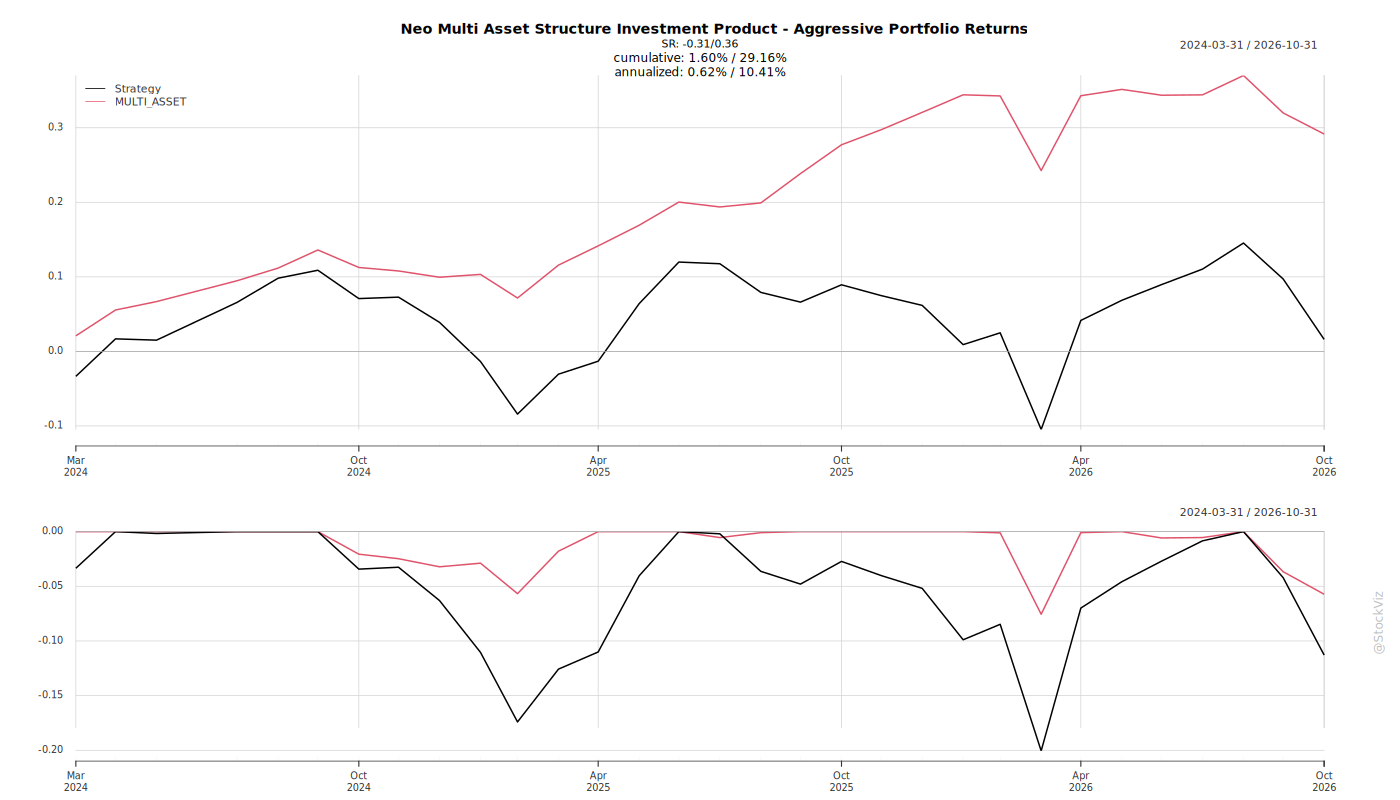 Neo Multi Asset Structure Investment Product - Aggressive Portfolio Returns
SR: -0.31/0.36
cumulative: 1.60% / 29.16%
annualized: 0.62% / 10.41%
2024-03-31 / 2026-10-31
Strategy
MULTI_ASSET
0.3
0.2
0.1
0.0
-0.1
Mar Oct Apr Oct Apr Oct
2024 2024 2025 2025 2026 2026
2024-03-31 / 2026-10-31
0.00
-0.05
-0.10
-0.15
-0.20
Mar Oct Apr Oct Apr Oct
2024 2024 2025 2025 2026 2026
@StockViz